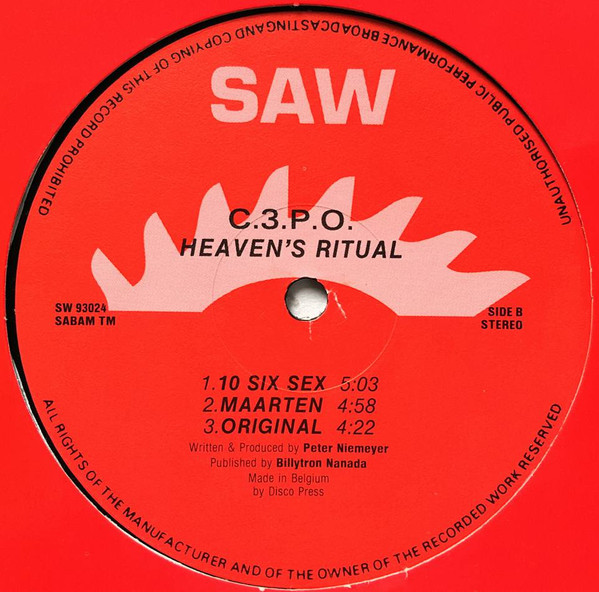 UNAUTHORISED PUBLIC PERFORMANCE BROADCASTING AND COPYING OF THIS RECORD PROHIBITED
SAW
C.3.P.O.
HEAVEN'S RITUAL
SW 93024
SABAM TM
SIDE B
STEREO
1.10 SIX SEX 5:03
2.MAARTEN 4:58
3.ORIGINAL 4:22
Written & Produced by Peter Niemeyer
Published by Billytron Nanada
Made in Belgium
by Disco Press
ALL RIGHTS OF THE MANUFACTURER AND OF THE OWNER OF THE RECORDED WORK RESERVED